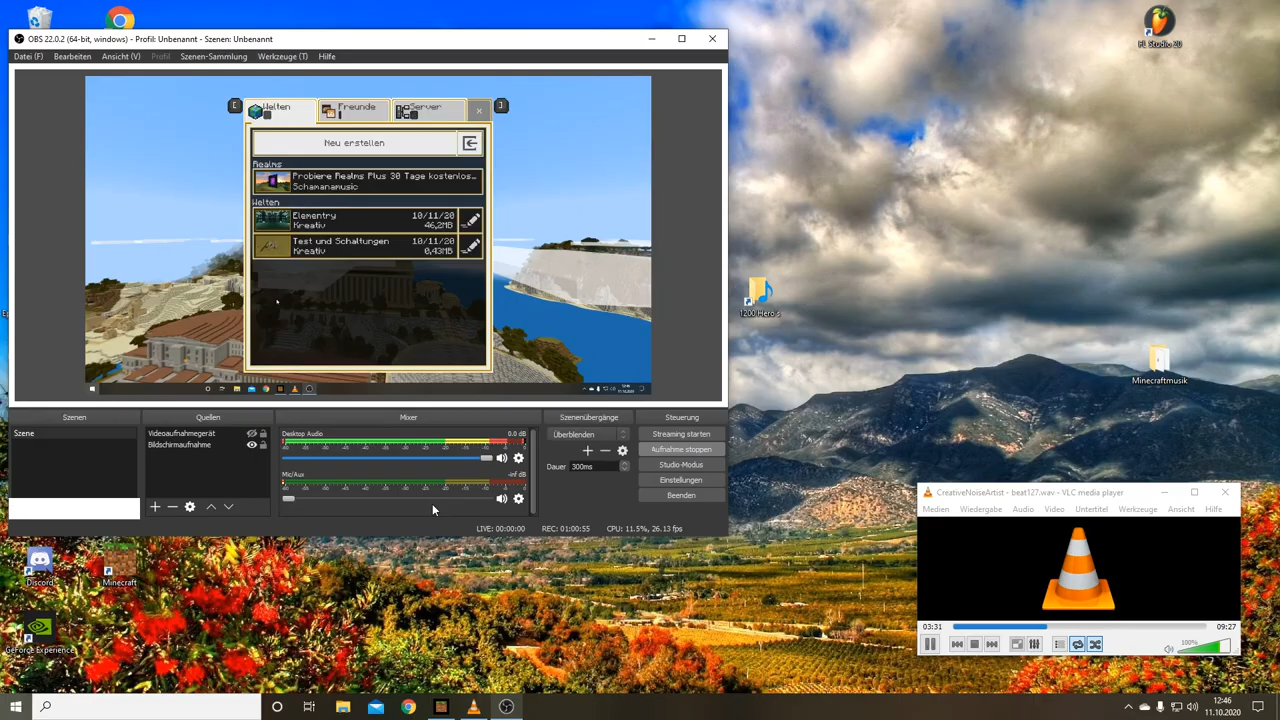 FL Studio 20
OBS 22.0.2 (64-bit, windows) - Profil: Unbenannt - Szenen: Unbenannt
Datei (F) Bearbeiten Ansicht (V) Profil Szenen-Sammlung Werkzeuge (T) Hilfe
Welten Freunde Server
Neu erstellen
Realms
Probiere Realms Plus 30 Tage kostenlos...
Schamanamusic
Welten
Elementry 10/11/20
Kreativ 46,2MB
Test und Schaltungen 10/11/20
Kreativ 0,43MB
1200 Hero's
Minecraftmusik
Szenen Quellen Mixer Szenenübergänge Steuerung
Szene
Videoaufnahmegerät
Bildschirmaufnahme
Desktop Audio 0.0 dB
Mic/Aux -inf dB
Überblenden
Dauer 300ms
Streaming starten
Aufnahme stoppen
Studio-Modus
Einstellungen
Beenden
LIVE: 00:00:00 REC: 01:00:55 CPU: 11.5%, 26.13 fps
CreativeNoiseArtist - beat127.wav - VLC media player
Medien Wiedergabe Audio Video Untertitel Werkzeuge Ansicht Hilfe
03:31 09:27
100%
Discord Minecraft
GeForce Experience
12:46
11.10.2020